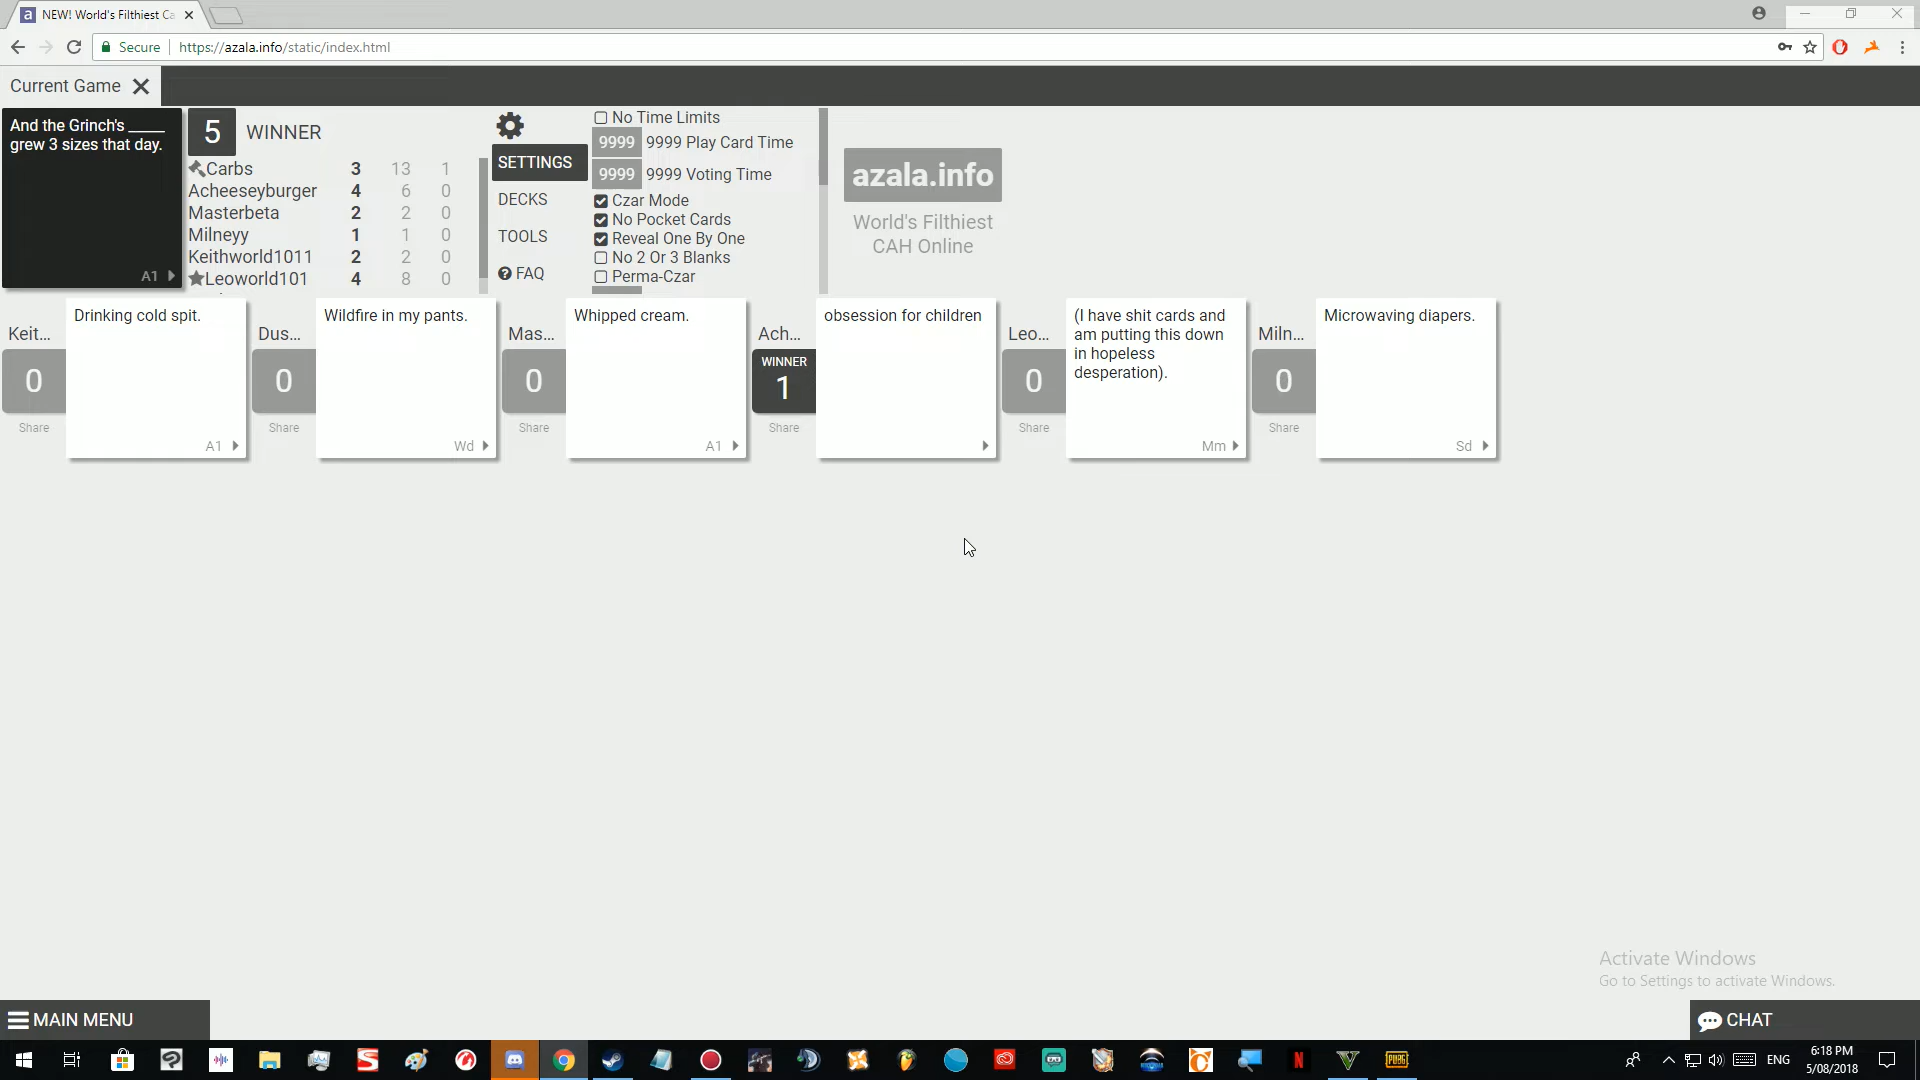 NEW! World's Filthiest Ca
Secure
https://azala.info/static/index.html
Current Game
And the Grinch's _____
grew 3 sizes that day.
A1
5 WINNER
Carbs 3 13 1
Acheeseyburger 4 6 0
Masterbeta 2 2 0
Milneyy 1 1 0
Keithworld1011 2 2 0
Leoworld101 4 8 0
SETTINGS
DECKS
TOOLS
FAQ
No Time Limits
9999 9999 Play Card Time
9999 9999 Voting Time
Czar Mode
No Pocket Cards
Reveal One By One
No 2 Or 3 Blanks
Perma-Czar
azala.info
World's Filthiest
CAH Online
Keit...
0
Share
Drinking cold spit.
A1
Dus...
0
Share
Wildfire in my pants.
Wd
Mas...
0
Share
Whipped cream.
A1
Ach...
WINNER
1
Share
obsession for children
Leo...
0
Share
(I have shit cards and
am putting this down
in hopeless
desperation).
Mm
Miln...
0
Share
Microwaving diapers.
Sd
Activate Windows
Go to Settings to activate Windows.
MAIN MENU
CHAT
PUBG
ENG
6:18 PM
5/08/2018